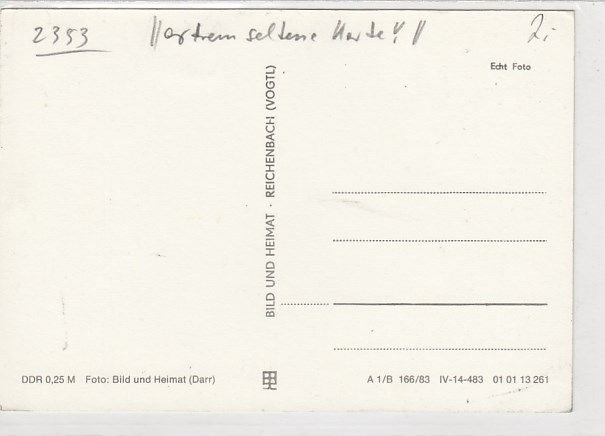 2353 || extrem seltene Karte !! 2,-
Echt Foto
BILD UND HEIMAT · REICHENBACH (VOGTL)
DDR 0,25 M Foto: Bild und Heimat (Darr)
A 1/B 166/83 IV-14-483 01 01 13 261